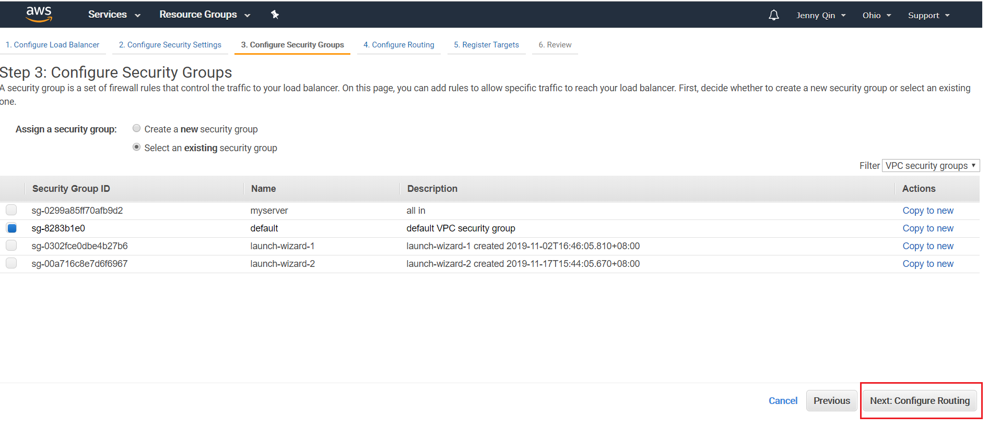 aws Services Resource Groups Jenny Qin Ohio Support
1. Configure Load Balancer 2. Configure Security Settings 3. Configure Security Groups 4. Configure Routing 5. Register Targets 6. Review
Step 3: Configure Security Groups
A security group is a set of firewall rules that control the traffic to your load balancer. On this page, you can add rules to allow specific traffic to reach your load balancer. First, decide whether to create a new security group or select an existing
one.
Assign a security group: Create a new security group
Select an existing security group
Filter VPC security groups
Security Group ID Name Description Actions
sg-0299a85ff70afb9d2 myserver all in Copy to new
sg-8283b1e0 default default VPC security group Copy to new
sg-0302fce0dbe4b27b6 launch-wizard-1 launch-wizard-1 created 2019-11-02T16:46:05.810+08:00 Copy to new
sg-00a716c8e7d6f6967 launch-wizard-2 launch-wizard-2 created 2019-11-17T15:44:05.670+08:00 Copy to new
Cancel Previous Next: Configure Routing